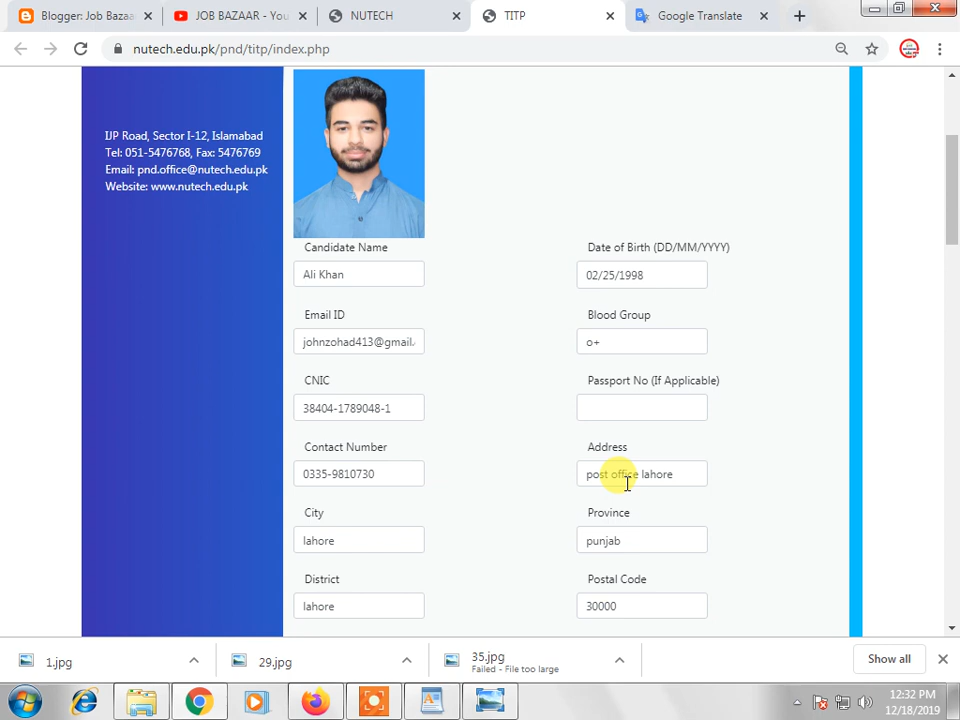 Blogger: Job Bazaa
JOB BAZAAR - You
NUTECH
TITP
Google Translate
nutech.edu.pk/pnd/titp/index.php
IJP Road, Sector I-12, Islamabad
Tel: 051-5476768, Fax: 5476769
Email: pnd.office@nutech.edu.pk
Website: www.nutech.edu.pk
Candidate Name
Date of Birth (DD/MM/YYYY)
Ali Khan
02/25/1998
Email ID
Blood Group
johnzohad413@gmail.
o+
CNIC
Passport No (If Applicable)
38404-1789048-1
Contact Number
Address
0335-9810730
post office lahore
City
Province
lahore
punjab
District
Postal Code
lahore
30000
1.jpg
29.jpg
35.jpg
Failed - File too large
Show all
12:32 PM
12/18/2019